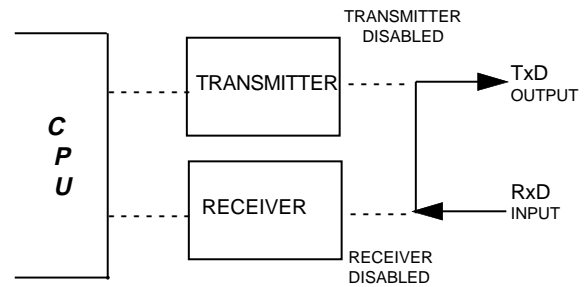 TRANSMITTER
DISABLED
TRANSMITTER
TxD
OUTPUT
C
P
U
RECEIVER
RxD
INPUT
RECEIVER
DISABLED